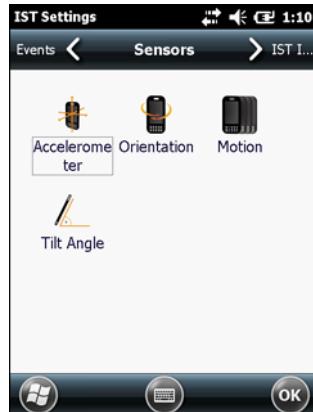 IST Settings 1:10
Events Sensors IST I...
Accelerome
ter
Orientation
Motion
Tilt Angle
OK